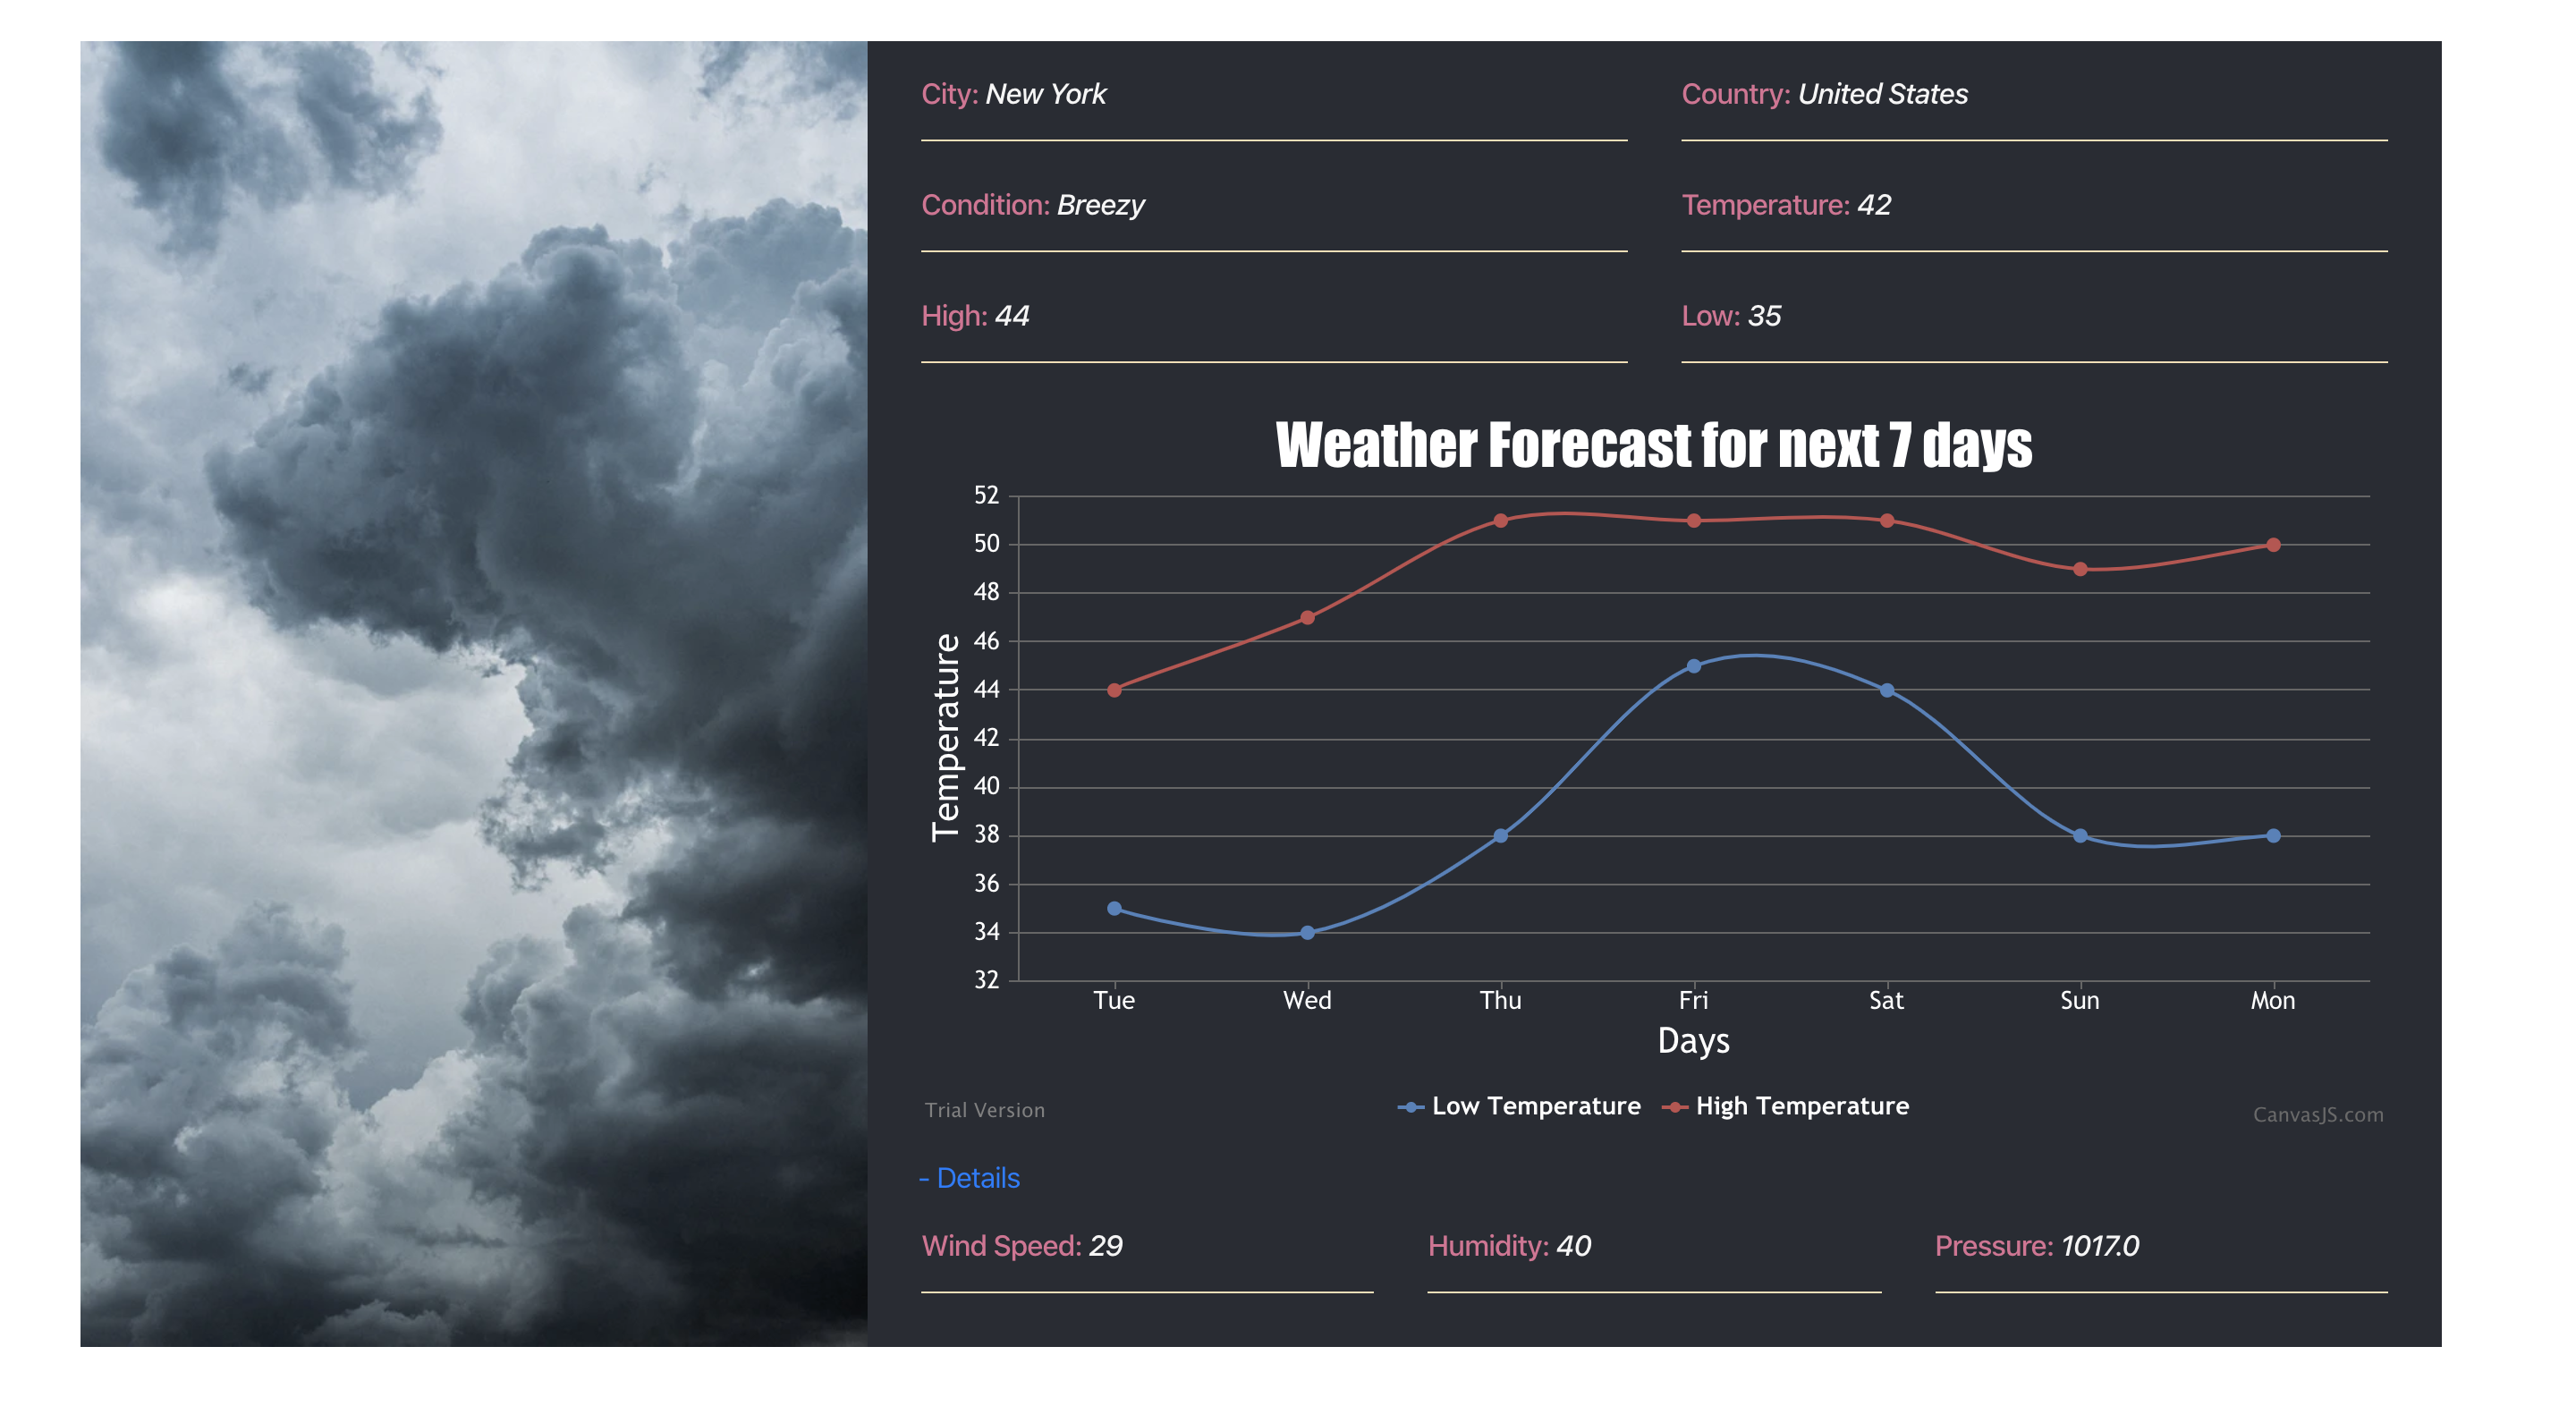 City: New York
Country: United States
Condition: Breezy
Temperature: 42
High: 44
Low: 35
Weather Forecast for next 7 days
52
50
48
46
44
42
40
38
36
34
32
Temperature
Tue Wed Thu Fri Sat Sun Mon
Days
Low Temperature High Temperature
Trial Version
CanvasJS.com
- Details
Wind Speed: 29
Humidity: 40
Pressure: 1017.0